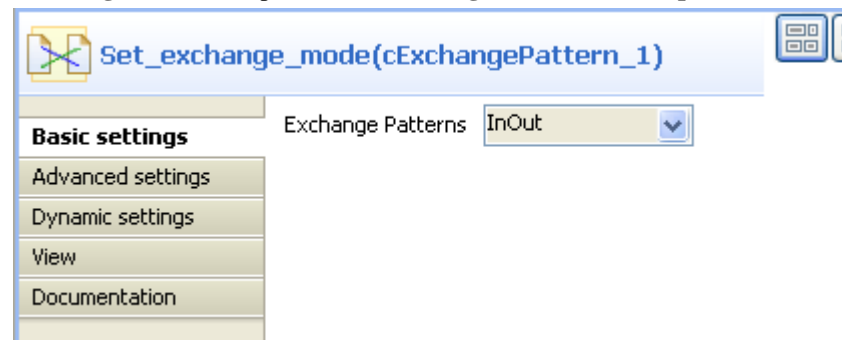 Set_exchange_mode(cExchangePattern_1)
Basic settings
Exchange Patterns InOut
Advanced settings
Dynamic settings
View
Documentation